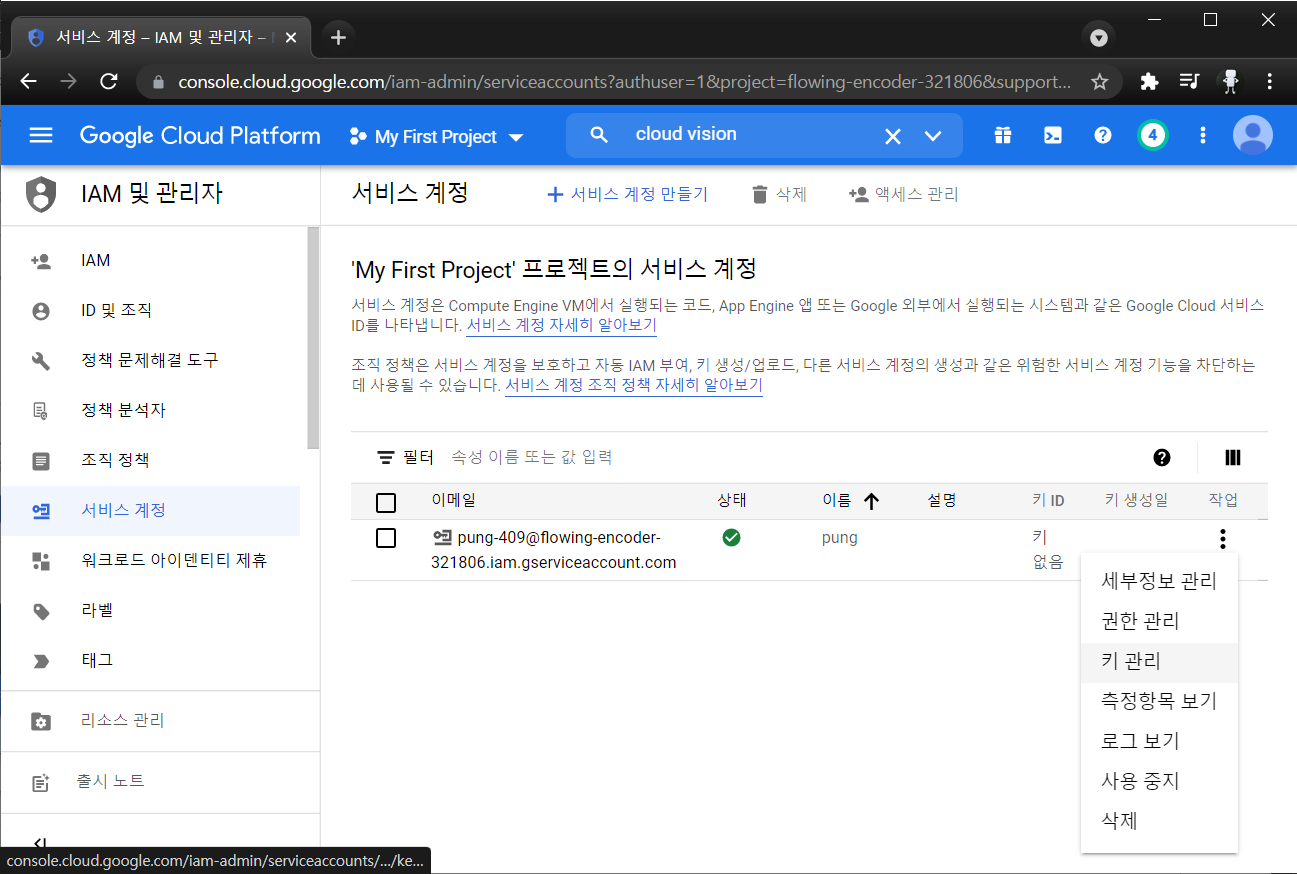 서비스 계정 – IAM 및 관리자 –
console.cloud.google.com/iam-admin/serviceaccounts?authuser=1&project=flowing-encoder-321806&support...
Google Cloud Platform
My First Project
cloud vision
4
IAM 및 관리자
서비스 계정
서비스 계정 만들기
삭제
액세스 관리
IAM
ID 및 조직
정책 문제해결 도구
정책 분석자
조직 정책
서비스 계정
워크로드 아이덴티티 제휴
라벨
태그
리소스 관리
출시 노트
'My First Project' 프로젝트의 서비스 계정
서비스 계정은 Compute Engine VM에서 실행되는 코드, App Engine 앱 또는 Google 외부에서 실행되는 시스템과 같은 Google Cloud 서비스
ID를 나타냅니다. 서비스 계정 자세히 알아보기
조직 정책은 서비스 계정을 보호하고 자동 IAM 부여, 키 생성/업로드, 다른 서비스 계정의 생성과 같은 위험한 서비스 계정 기능을 차단하는
데 사용될 수 있습니다. 서비스 계정 조직 정책 자세히 알아보기
필터 속성 이름 또는 값 입력
이메일 상태 이름 설명 키 ID 키 생성일 작업
pung-409@flowing-encoder-
321806.iam.gserviceaccount.com
pung
키
없음
세부정보 관리
권한 관리
키 관리
측정항목 보기
로그 보기
사용 중지
삭제
console.cloud.google.com/iam-admin/serviceaccounts/.../ke...